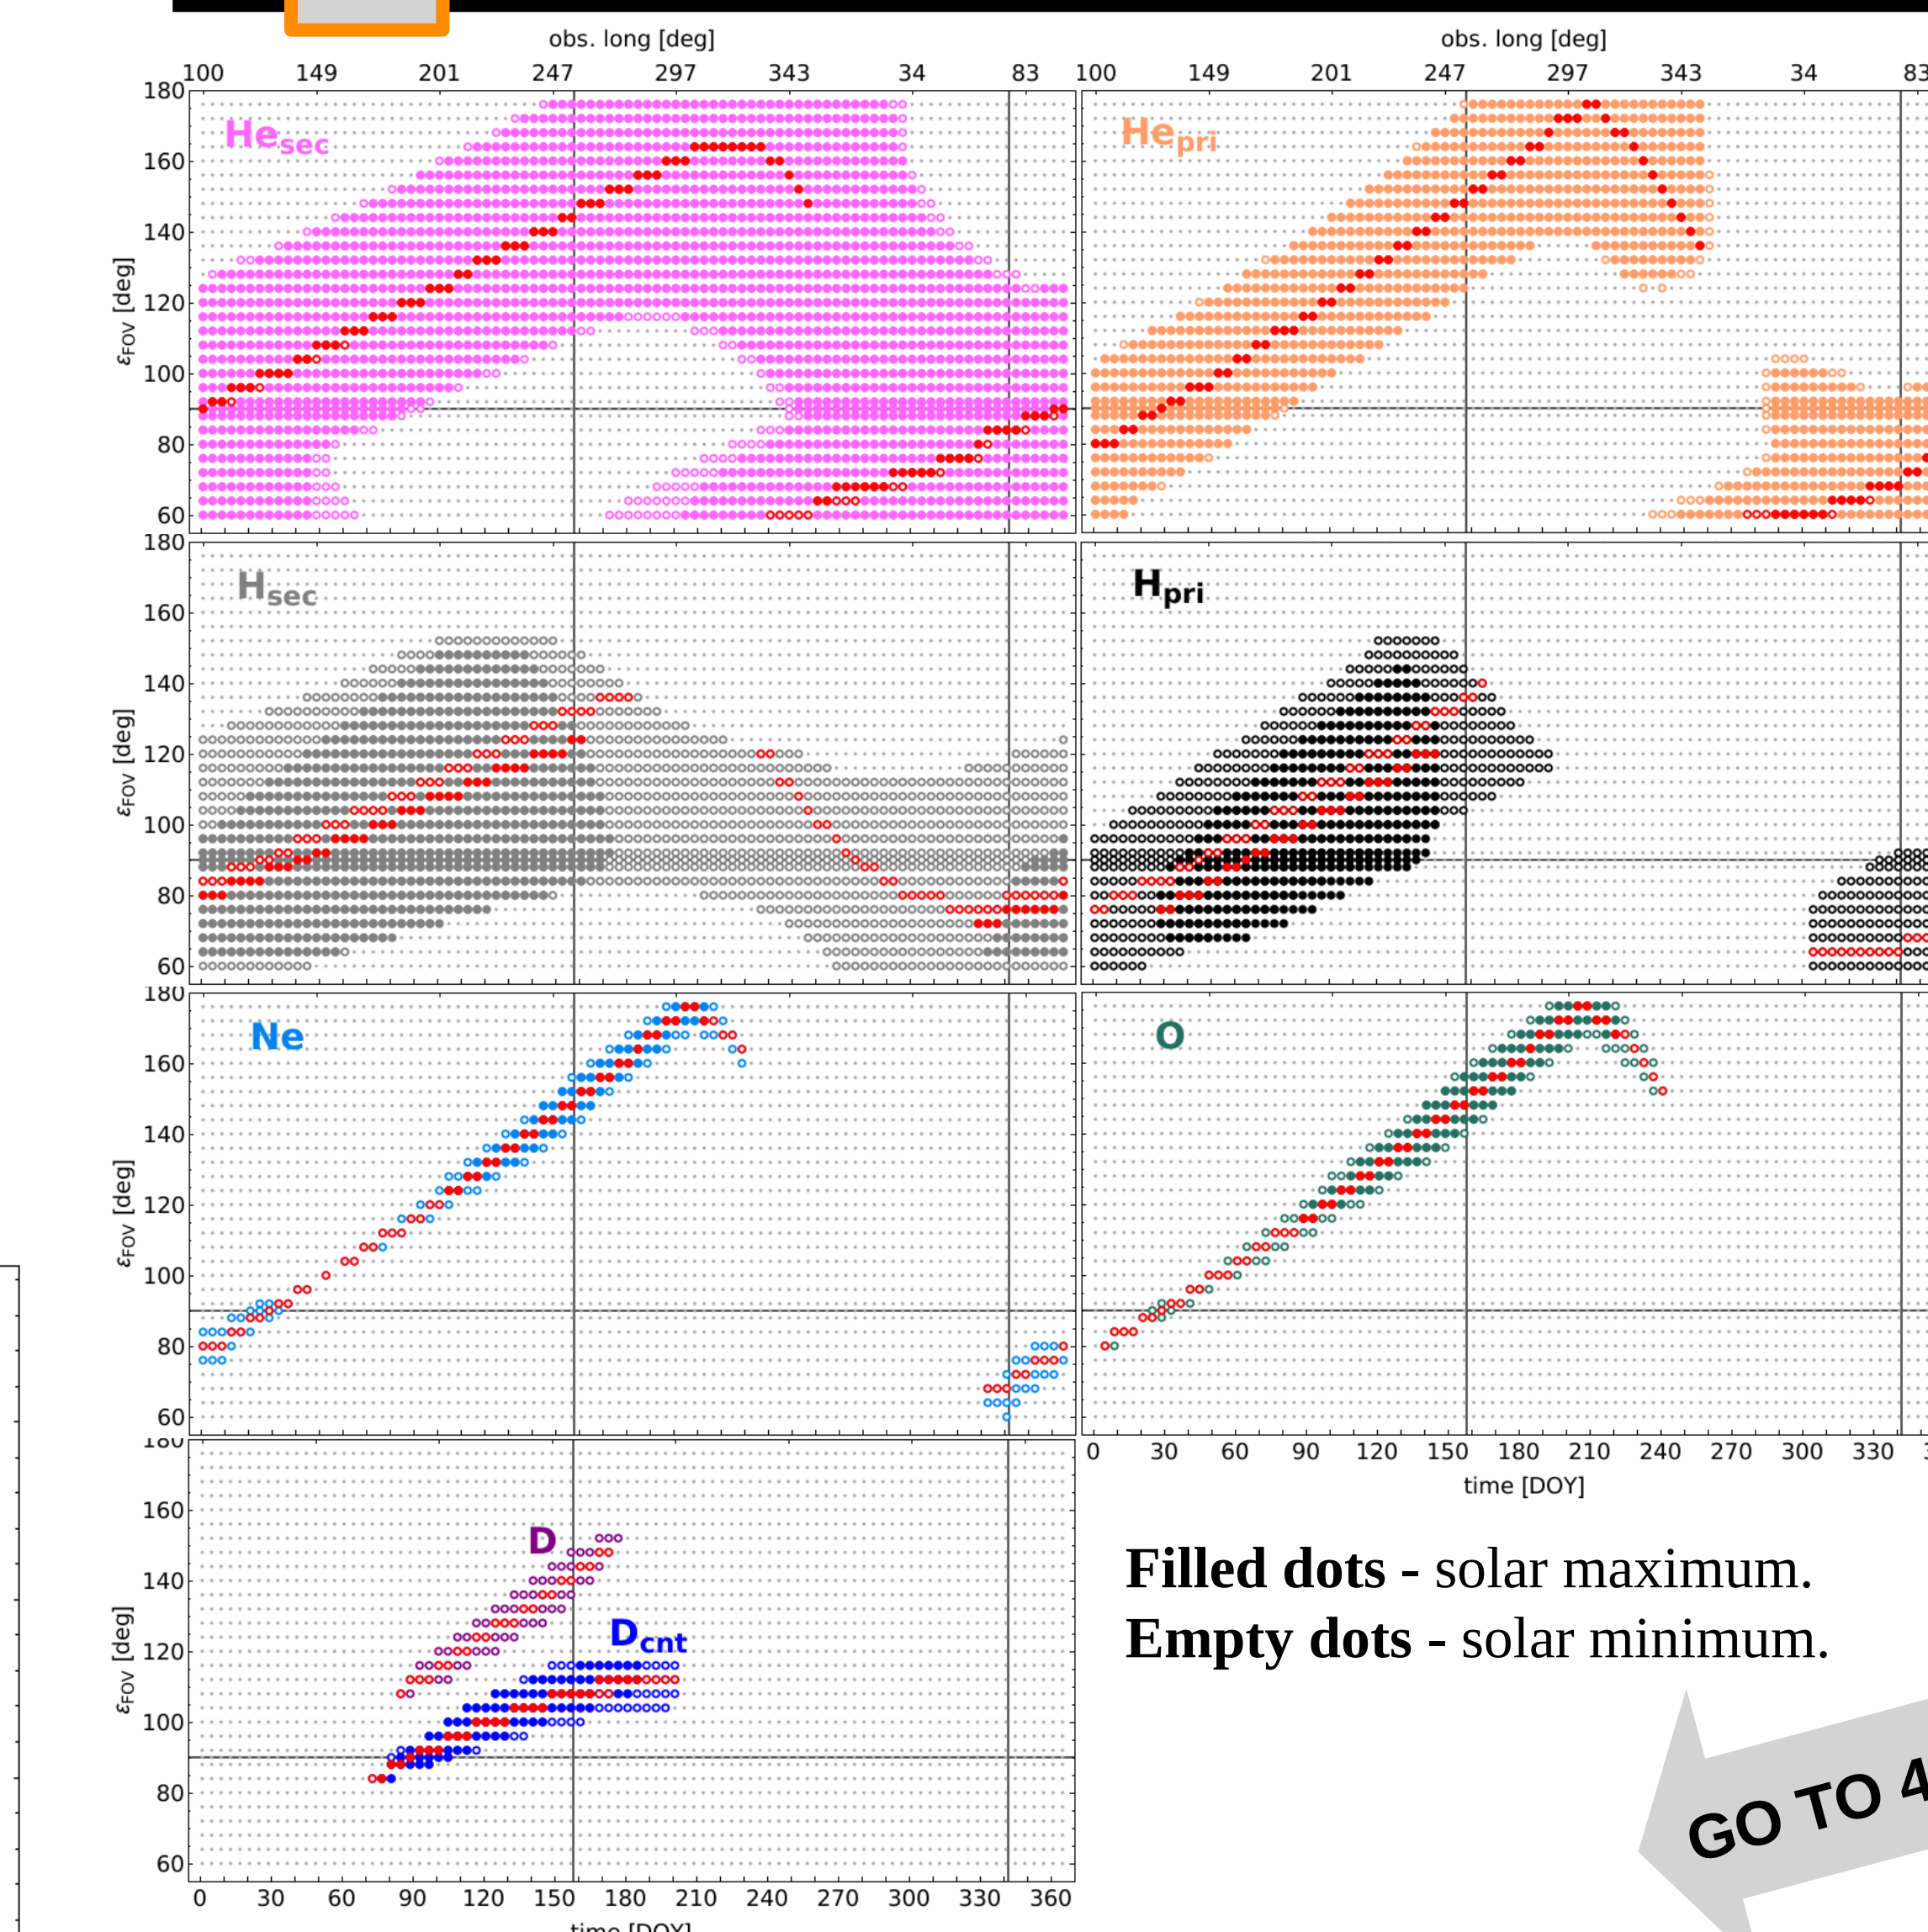 obs. long [deg] obs. long [deg]
100 149 201 247 297 343 34 83 100 149 201 247 297 343 34 83
180
He_sec He_pri
160
140
ε_FOV [deg]
120
100
80
60
180
H_sec H_pri
160
140
ε_FOV [deg]
120
100
80
60
180
Ne O
160
140
ε_FOV [deg]
120
100
80
60
0 30 60 90 120 150 180 210 240 270 300 330
time [DOY]
180
160
D
140
D_cnt
ε_FOV [deg]
120
100
80
60
0 30 60 90 120 150 180 210 240 270 300 330 360
time [DOY]
Filled dots - solar maximum.
Empty dots - solar minimum.
GO TO 4